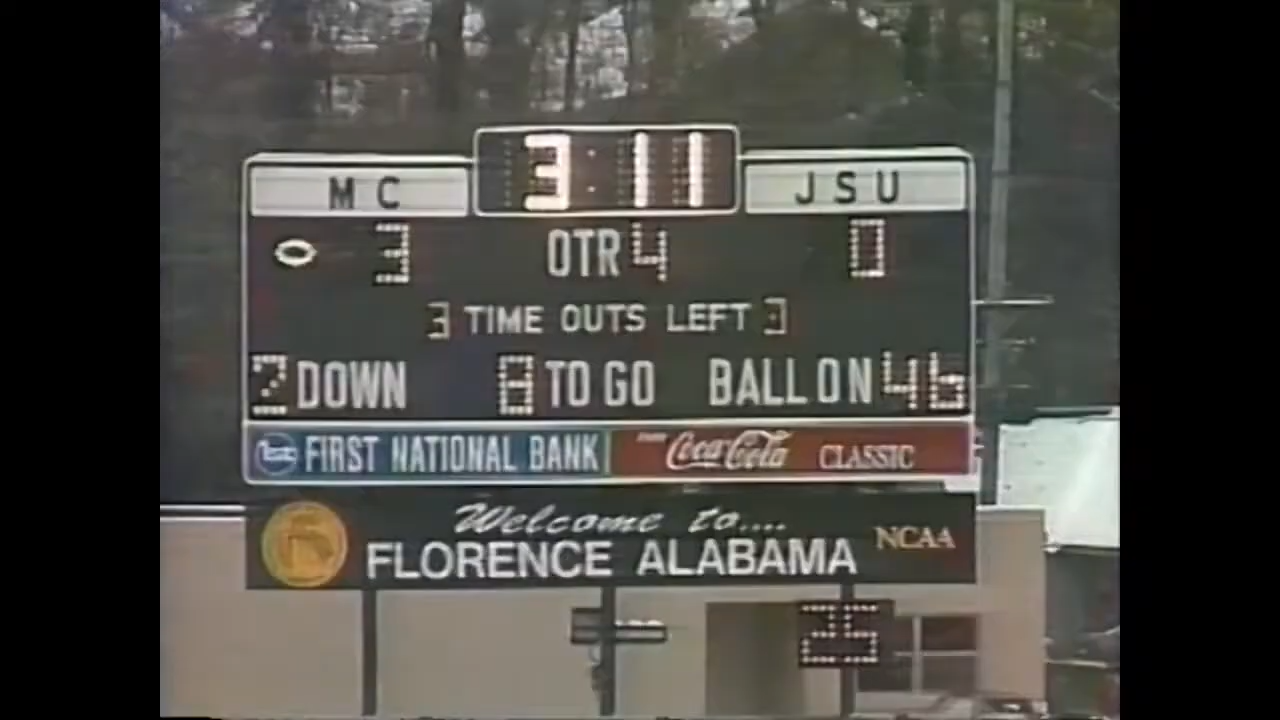 3:11
MC JSU
3 QTR 4 0
3 TIME OUTS LEFT 3
2 DOWN 8 TO GO BALL ON 46
FIRST NATIONAL BANK Coca-Cola CLASSIC
Welcome to....
FLORENCE ALABAMA NCAA
25